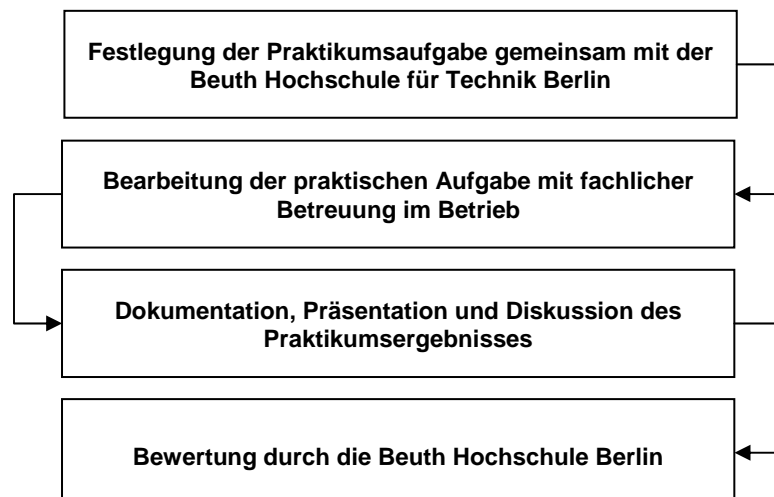 Festlegung der Praktikumsaufgabe gemeinsam mit der
Beuth Hochschule für Technik Berlin
Bearbeitung der praktischen Aufgabe mit fachlicher
Betreuung im Betrieb
Dokumentation, Präsentation und Diskussion des
Praktikumsergebnisses
Bewertung durch die Beuth Hochschule Berlin